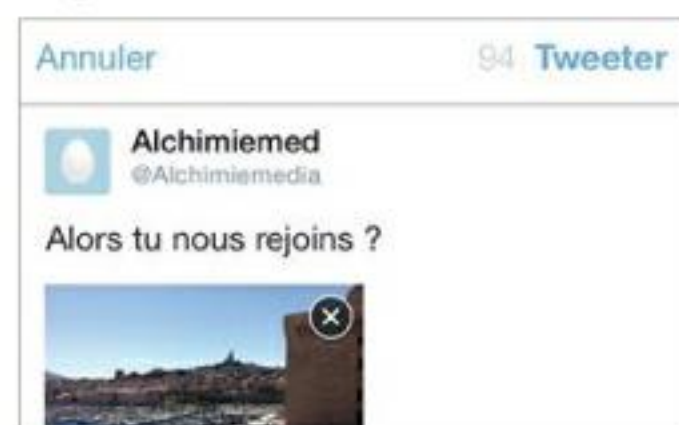 Annuler 94 Tweeter
Alchimiemed
@Alchimiemedia
Alors tu nous rejoins ?